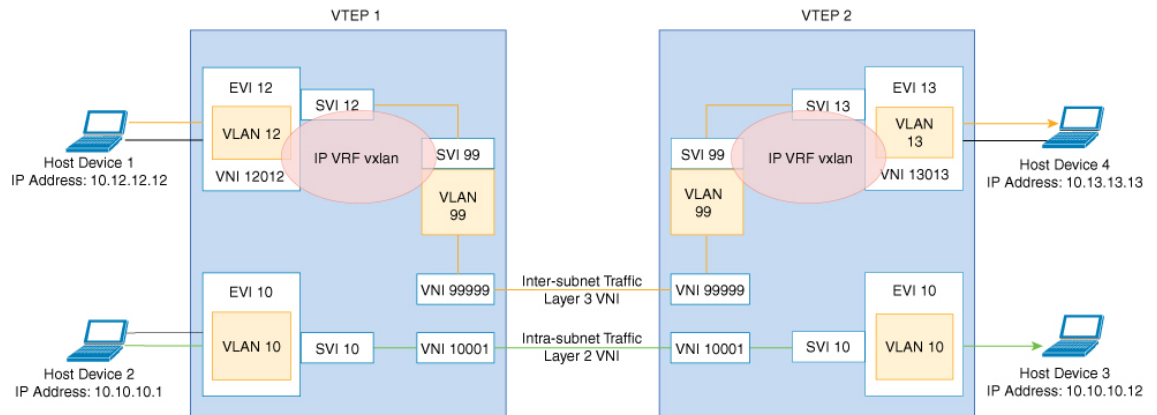 VTEP 1
VTEP 2
EVI 12
SVI 12
VLAN 12
IP VRF vxlan
SVI 99
VNI 12012
VLAN
99
VNI 99999
Host Device 1
IP Address: 10.12.12.12
EVI 13
SVI 13
VLAN
13
IP VRF vxlan
SVI 99
VNI 13013
VLAN
99
VNI 99999
Host Device 4
IP Address: 10.13.13.13
Inter-subnet Traffic
Layer 3 VNI
EVI 10
VLAN 10
SVI 10
VNI 10001
Host Device 2
IP Address: 10.10.10.1
Intra-subnet Traffic
Layer 2 VNI
VNI 10001
SVI 10
EVI 10
VLAN 10
Host Device 3
IP Address: 10.10.10.12